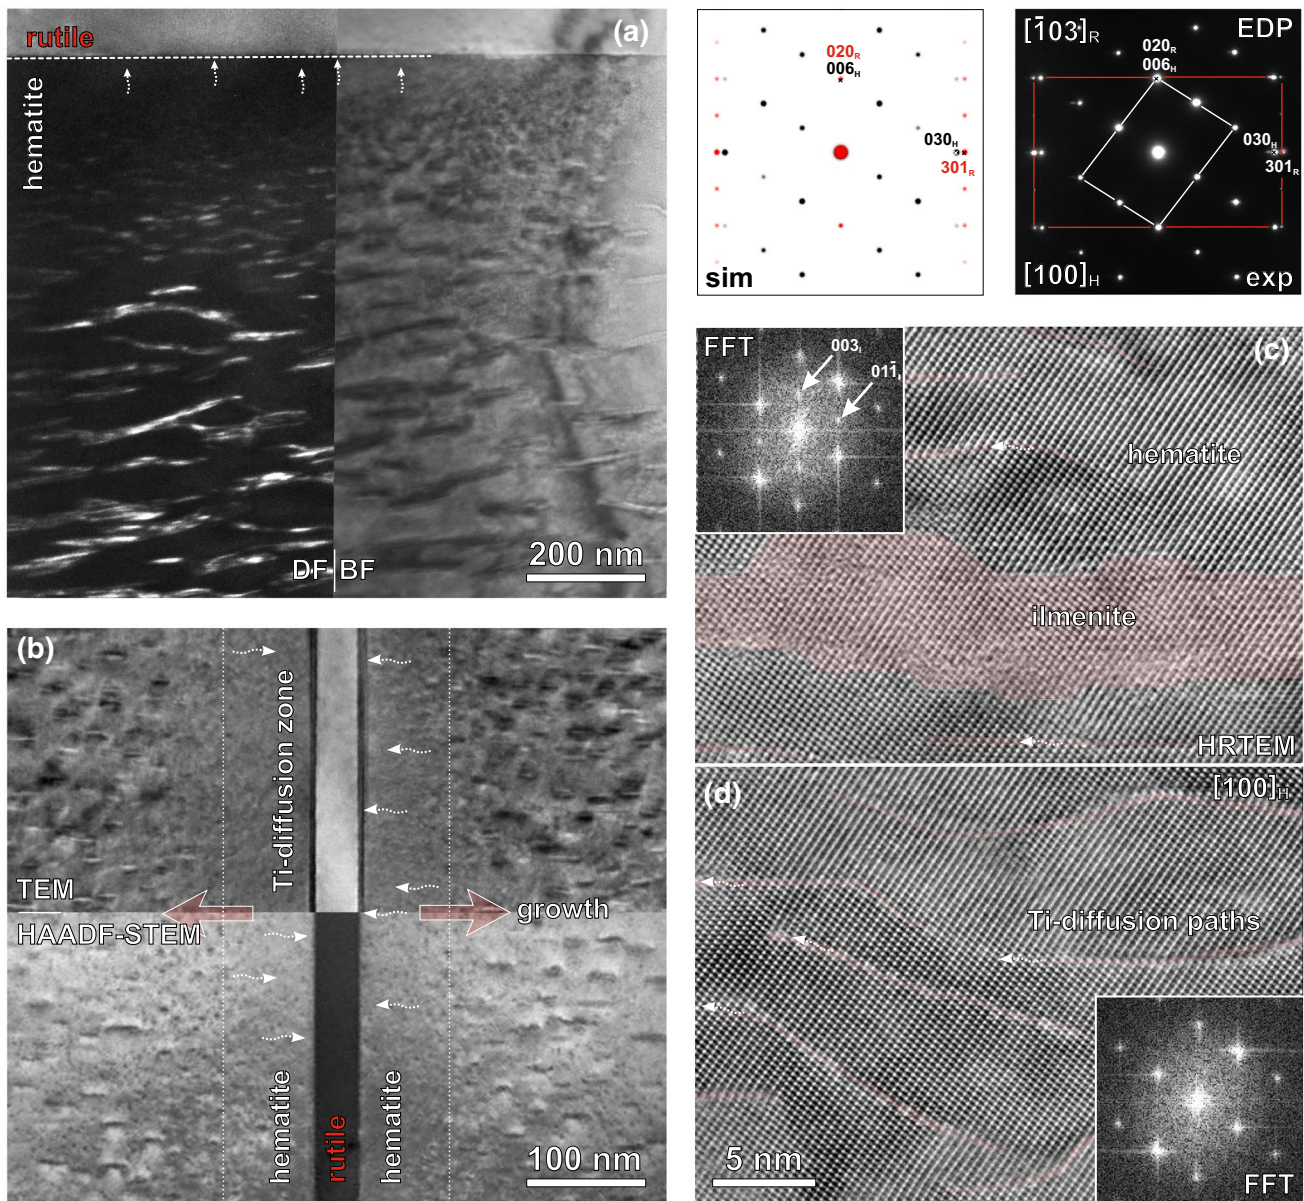 rutile
(a)
hematite
DF BF
200 nm
020R
006H
030H
301R
sim
[1̄03]R
EDP
020R
006H
030H
301R
[100]H
exp
FFT
003I
011̄I
(c)
hematite
ilmenite
HRTEM
(b)
Ti-diffusion zone
TEM
HAADF-STEM
growth
hematite
rutile
hematite
100 nm
(d)
[100]H
Ti-diffusion paths
5 nm
FFT